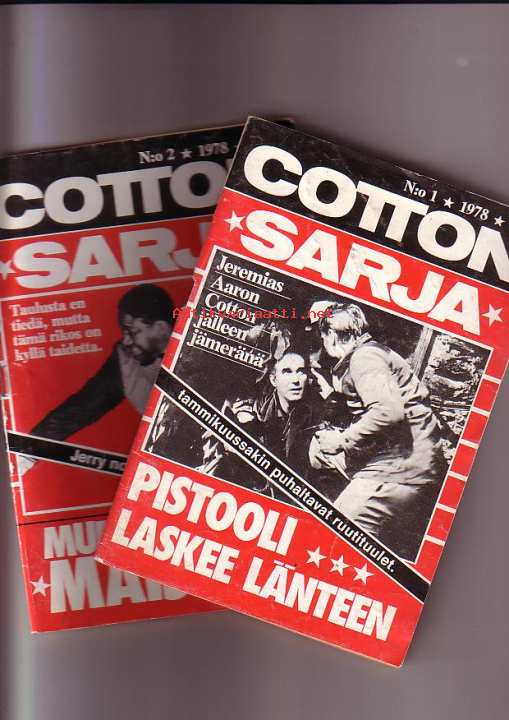 N:o 2 ★ 1978
COTTON
SARJA
Taulusta en
tiedä, mutta
tämä rikos on
kyllä taidetta.
Jerry
N:o 1 ★ 1978 ★
COTTON
★ SARJA ★
Jeremias
Aaron
Cotton
jälleen
jämeränä
tammikuussakin puhaltavat ruutituulet.
PISTOOLI
LASKEE LÄNTEEN